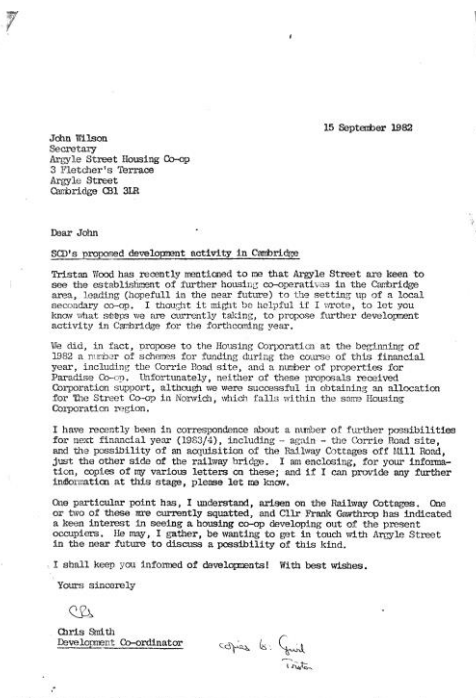 15 September 1982
John Wilson
Secretary
Argyle Street Housing Co-op
3 Fletcher's Terrace
Argyle Street
Cambridge CB1 3LR
Dear John
SCD's proposed development activity in Cambridge
Tristan Wood has recently mentioned to me that Argyle Street are keen to
see the establishment of further housing co-operatives in the Cambridge
area, leading (hopefull in the near future) to the setting up of a local
secondary co-op. I thought it might be helpful if I wrote, to let you
know what steps we are currently taking, to propose further development
activity in Cambridge for the forthcoming year.
We did, in fact, propose to the Housing Corporation at the beginning of
1982 a number of schemes for funding during the course of this financial
year, including the Corrie Road site, and a number of properties for
Paradise Co-op. Unfortunately, neither of these proposals received
Corporation support, although we were successful in obtaining an allocation
for The Street Co-op in Norwich, which falls within the same Housing
Corporation region.
I have recently been in correspondence about a number of further possibilities
for next financial year (1983/4), including - again - the Corrie Road site,
and the possibility of an acquisition of the Railway Cottages off Mill Road,
just the other side of the railway bridge. I am enclosing, for your informa-
tion, copies of my various letters on these; and if I can provide any further
information at this stage, please let me know.
One particular point has, I understand, arisen on the Railway Cottages. One
or two of these are currently squatted, and Cllr Frank Gawthrop has indicated
a keen interest in seeing a housing co-op developing out of the present
occupiers. He may, I gather, be wanting to get in touch with Argyle Street
in the near future to discuss a possibility of this kind.
I shall keep you informed of developments! With best wishes.
Yours sincerely
Chris Smith
Development Co-ordinator
copies to:
Tristan